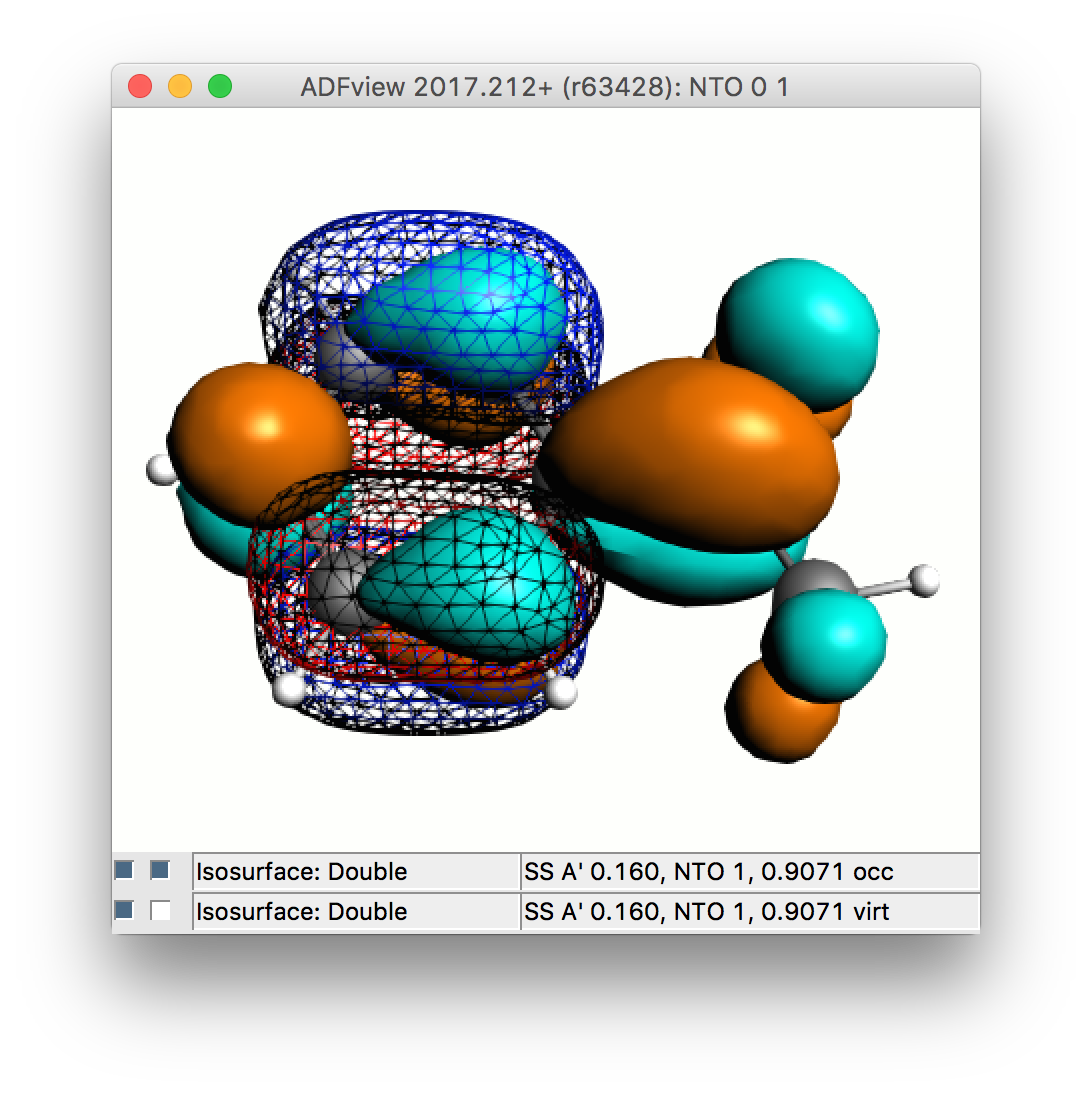 ADFview 2017.212+ (r63428): NTO 0 1
Isosurface: Double SS A' 0.160, NTO 1, 0.9071 occ
Isosurface: Double SS A' 0.160, NTO 1, 0.9071 virt